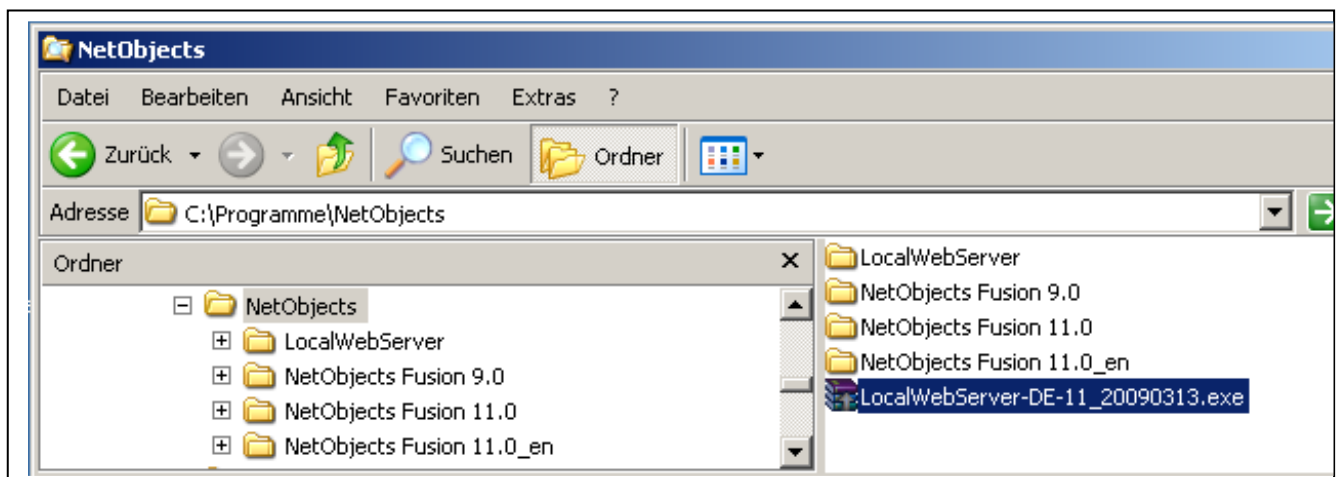 NetObjects
Datei Bearbeiten Ansicht Favoriten Extras ?
Zurück Suchen Ordner
Adresse C:\Programme\NetObjects
Ordner
NetObjects
LocalWebServer
NetObjects Fusion 9.0
NetObjects Fusion 11.0
NetObjects Fusion 11.0_en
LocalWebServer
NetObjects Fusion 9.0
NetObjects Fusion 11.0
NetObjects Fusion 11.0_en
LocalWebServer-DE-11_20090313.exe